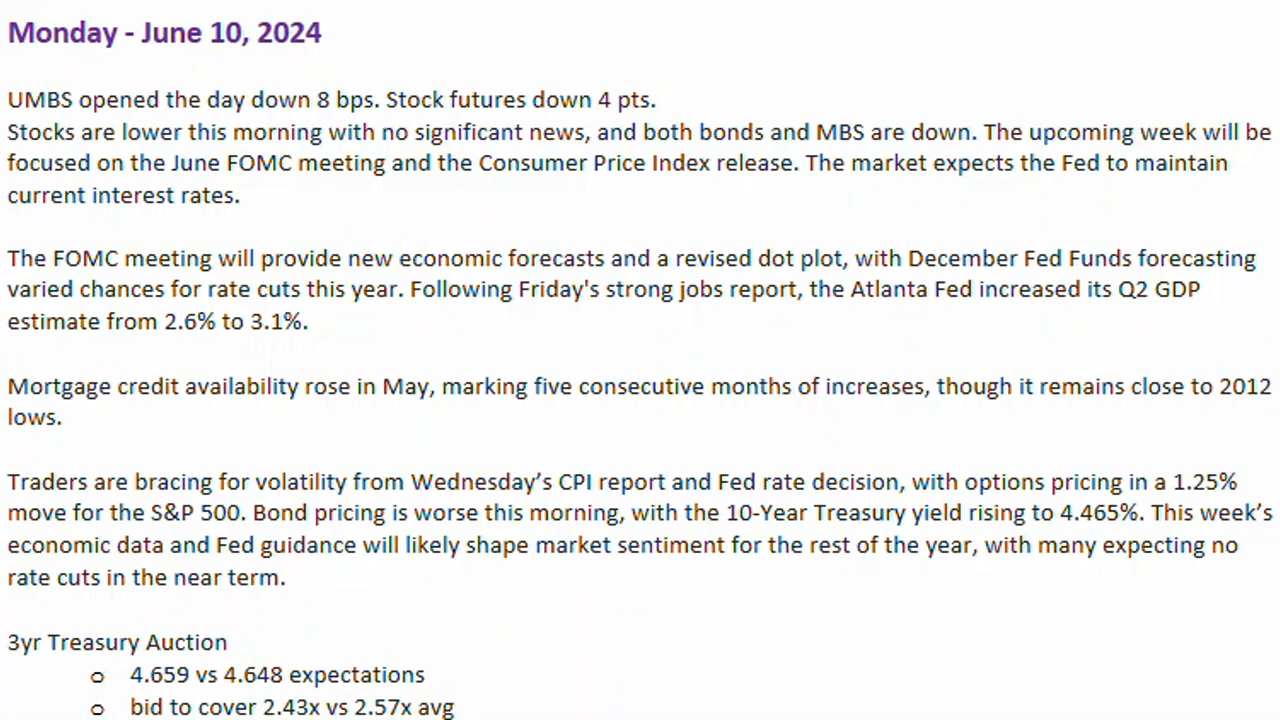 Monday - June 10, 2024
UMBS opened the day down 8 bps. Stock futures down 4 pts.
Stocks are lower this morning with no significant news, and both bonds and MBS are down. The upcoming week will be
focused on the June FOMC meeting and the Consumer Price Index release. The market expects the Fed to maintain
current interest rates.
The FOMC meeting will provide new economic forecasts and a revised dot plot, with December Fed Funds forecasting
varied chances for rate cuts this year. Following Friday's strong jobs report, the Atlanta Fed increased its Q2 GDP
estimate from 2.6% to 3.1%.
Mortgage credit availability rose in May, marking five consecutive months of increases, though it remains close to 2012
lows.
Traders are bracing for volatility from Wednesday’s CPI report and Fed rate decision, with options pricing in a 1.25%
move for the S&P 500. Bond pricing is worse this morning, with the 10-Year Treasury yield rising to 4.465%. This week’s
economic data and Fed guidance will likely shape market sentiment for the rest of the year, with many expecting no
rate cuts in the near term.
3yr Treasury Auction
o 4.659 vs 4.648 expectations
o bid to cover 2.43x vs 2.57x avg